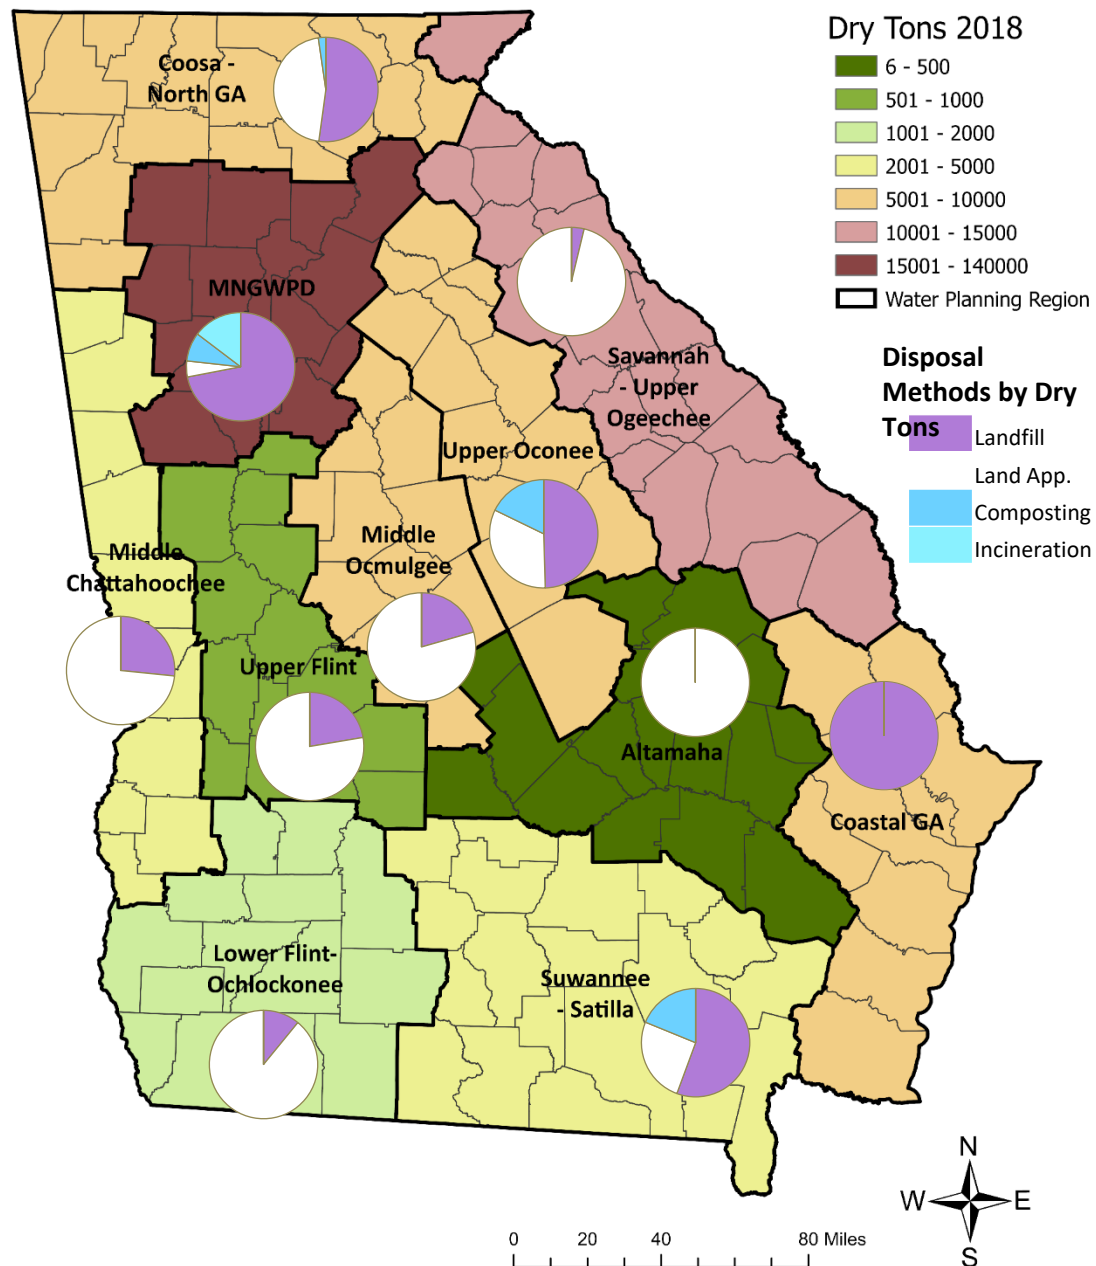 Dry Tons 2018
6 - 500
501 - 1000
1001 - 2000
2001 - 5000
5001 - 10000
10001 - 15000
15001 - 140000
Water Planning Region
Disposal
Methods by Dry
Tons
Landfill
Land App.
Composting
Incineration
Coosa -
North GA
MNGWPD
Savannah
- Upper
Ogeechee
Upper Oconee
Middle
Ocmulgee
Middle
Chattahoochee
Upper Flint
Altamaha
Coastal GA
Lower Flint-
Ochlockonee
Suwannee
- Satilla
N
W E
S
0 20 40 80 Miles